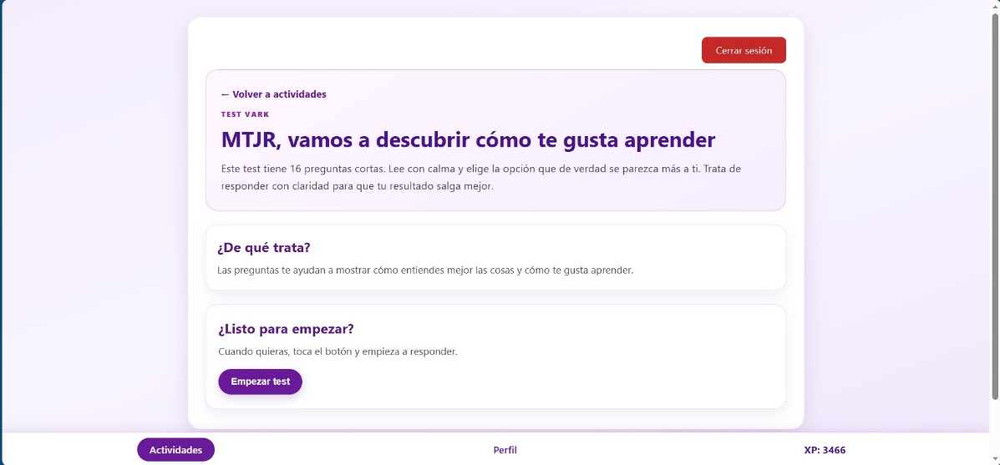 Cerrar sesión
← Volver a actividades
TEST VARK
MTJR, vamos a descubrir cómo te gusta aprender
Este test tiene 16 preguntas cortas. Lee con calma y elige la opción que de verdad se parezca más a ti. Trata de
responder con claridad para que tu resultado salga mejor.
¿De qué trata?
Las preguntas te ayudan a mostrar cómo entiendes mejor las cosas y cómo te gusta aprender.
¿Listo para empezar?
Cuando quieras, toca el botón y empieza a responder.
Empezar test
Actividades
Perfil
XP: 3466